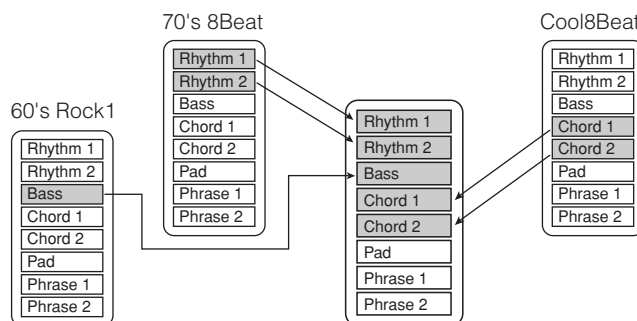 60's Rock1
Rhythm 1
Rhythm 2
Bass
Chord 1
Chord 2
Pad
Phrase 1
Phrase 2
70's 8Beat
Rhythm 1
Rhythm 2
Bass
Chord 1
Chord 2
Pad
Phrase 1
Phrase 2
Rhythm 1
Rhythm 2
Bass
Chord 1
Chord 2
Pad
Phrase 1
Phrase 2
Cool8Beat
Rhythm 1
Rhythm 2
Bass
Chord 1
Chord 2
Pad
Phrase 1
Phrase 2